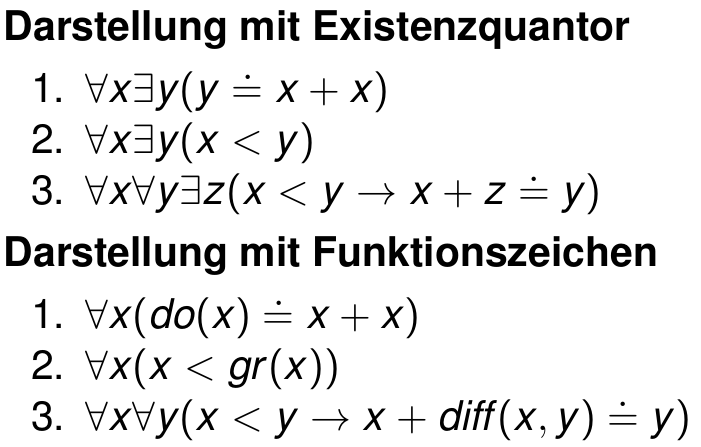 Darstellung mit Existenzquantor
1. ∀x∃y(y ≐ x + x)
2. ∀x∃y(x < y)
3. ∀x∀y∃z(x < y → x + z ≐ y)
Darstellung mit Funktionszeichen
1. ∀x(do(x) ≐ x + x)
2. ∀x(x < gr(x))
3. ∀x∀y(x < y → x + diff(x, y) ≐ y)